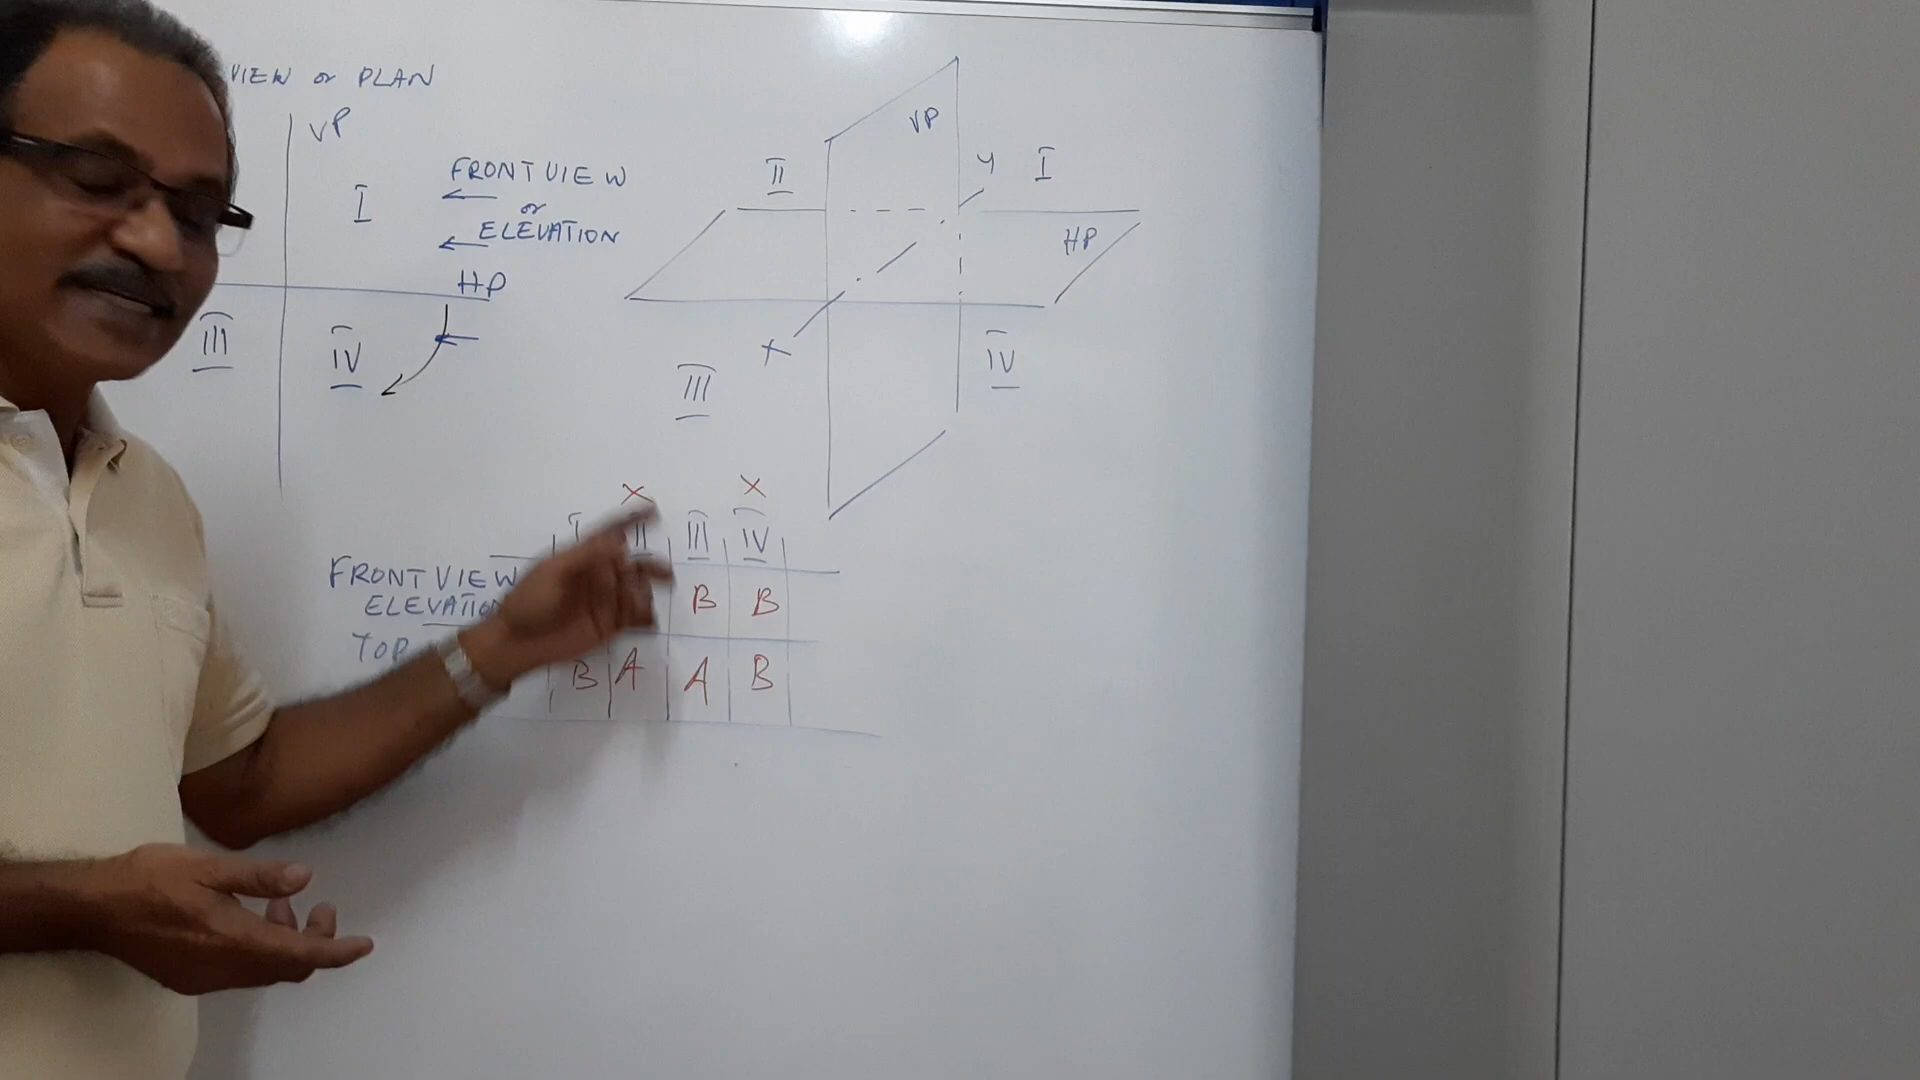 VIEW or PLAN
VP
I
FRONT VIEW
or
ELEVATION
HP
III
IV
VP
II
Y
I
HP
X
III
IV
X X
I II III IV
FRONT VIEW
ELEVATION
B B
TOP
B A A B